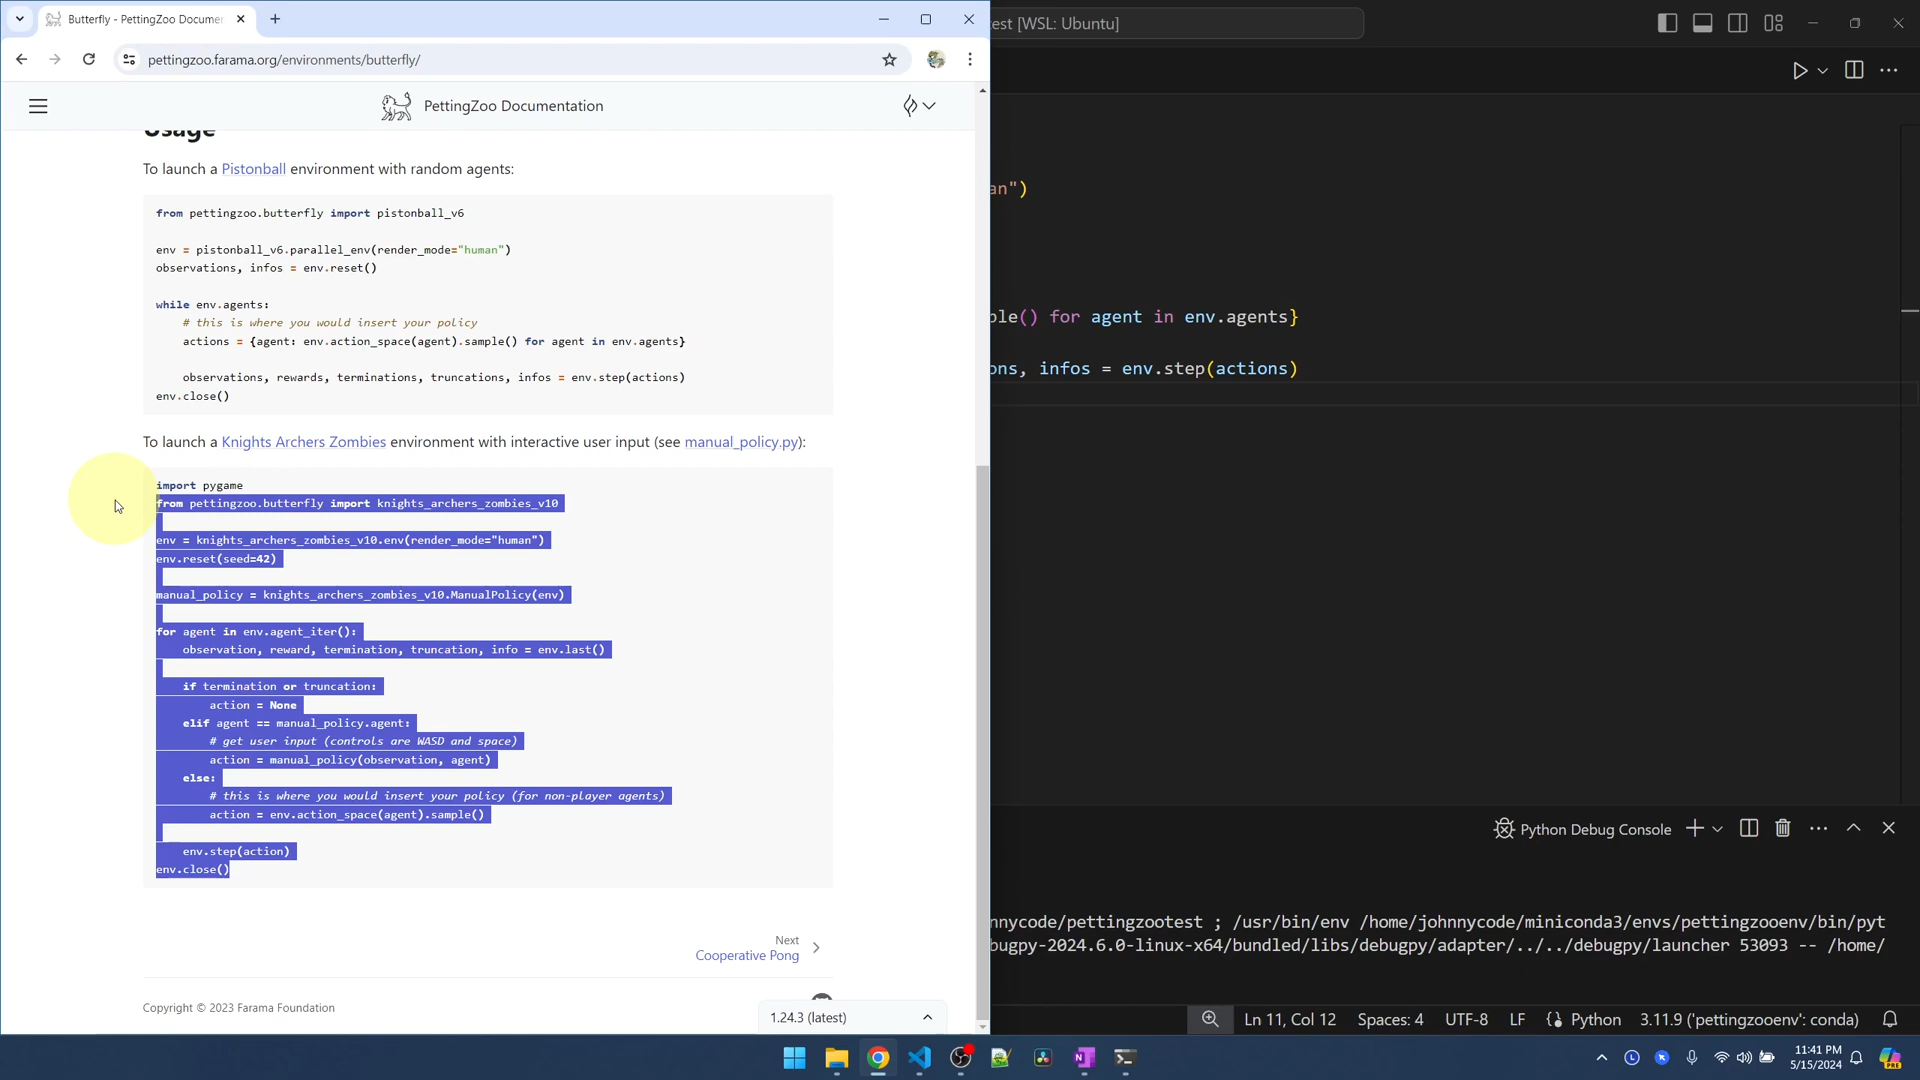 Butterfly - PettingZoo Documen
pettingzoo.farama.org/environments/butterfly/
PettingZoo Documentation
Usage
To launch a Pistonball environment with random agents:
from pettingzoo.butterfly import pistonball_v6
env = pistonball_v6.parallel_env(render_mode="human")
observations, infos = env.reset()
while env.agents:
# this is where you would insert your policy
actions = {agent: env.action_space(agent).sample() for agent in env.agents}
observations, rewards, terminations, truncations, infos = env.step(actions)
env.close()
To launch a Knights Archers Zombies environment with interactive user input (see manual_policy.py):
import pygame
from pettingzoo.butterfly import knights_archers_zombies_v10
env = knights_archers_zombies_v10.env(render_mode="human")
env.reset(seed=42)
manual_policy = knights_archers_zombies_v10.ManualPolicy(env)
for agent in env.agent_iter():
observation, reward, termination, truncation, info = env.last()
if termination or truncation:
action = None
elif agent == manual_policy.agent:
# get user input (controls are WASD and space)
action = manual_policy(observation, agent)
else:
# this is where you would insert your policy (for non-player agents)
action = env.action_space(agent).sample()
env.step(action)
env.close()
Next
Cooperative Pong
Copyright © 2023 Farama Foundation
1.24.3 (latest)
est [WSL: Ubuntu]
an")
ple() for agent in env.agents}
ons, infos = env.step(actions)
Python Debug Console
nnycode/pettingzootest ; /usr/bin/env /home/johnnycode/miniconda3/envs/pettingzooenv/bin/pyt
bugpy-2024.6.0-linux-x64/bundled/libs/debugpy/adapter/../../debugpy/launcher 53093 -- /home/
Ln 11, Col 12 Spaces: 4 UTF-8 LF Python 3.11.9 ('pettingzooenv': conda)
11:41 PM
5/15/2024